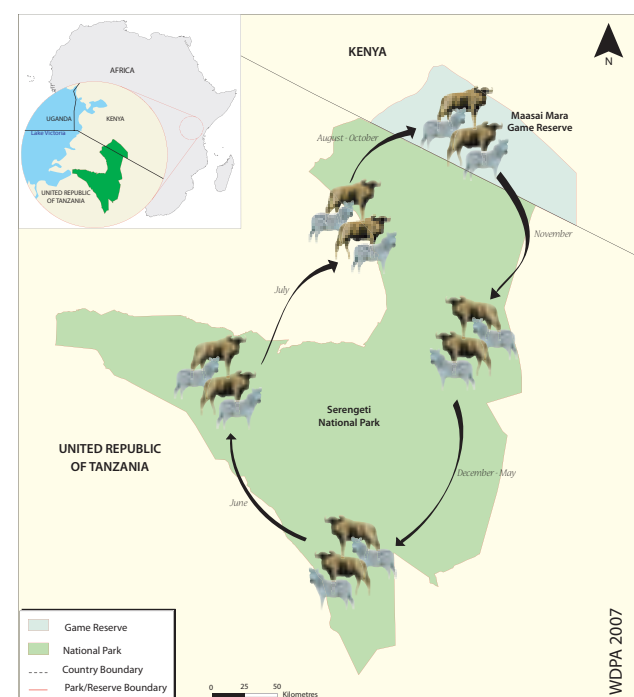 AFRICA
UGANDA
KENYA
Lake Victoria
UNITED REPUBLIC
OF TANZANIA
KENYA
N
Maasai Mara
Game Reserve
August - October
November
July
Serengeti
National Park
UNITED REPUBLIC
OF TANZANIA
December - May
June
Game Reserve
National Park
Country Boundary
Park/Reserve Boundary
0 25 50
Kilometres
WDPA 2007